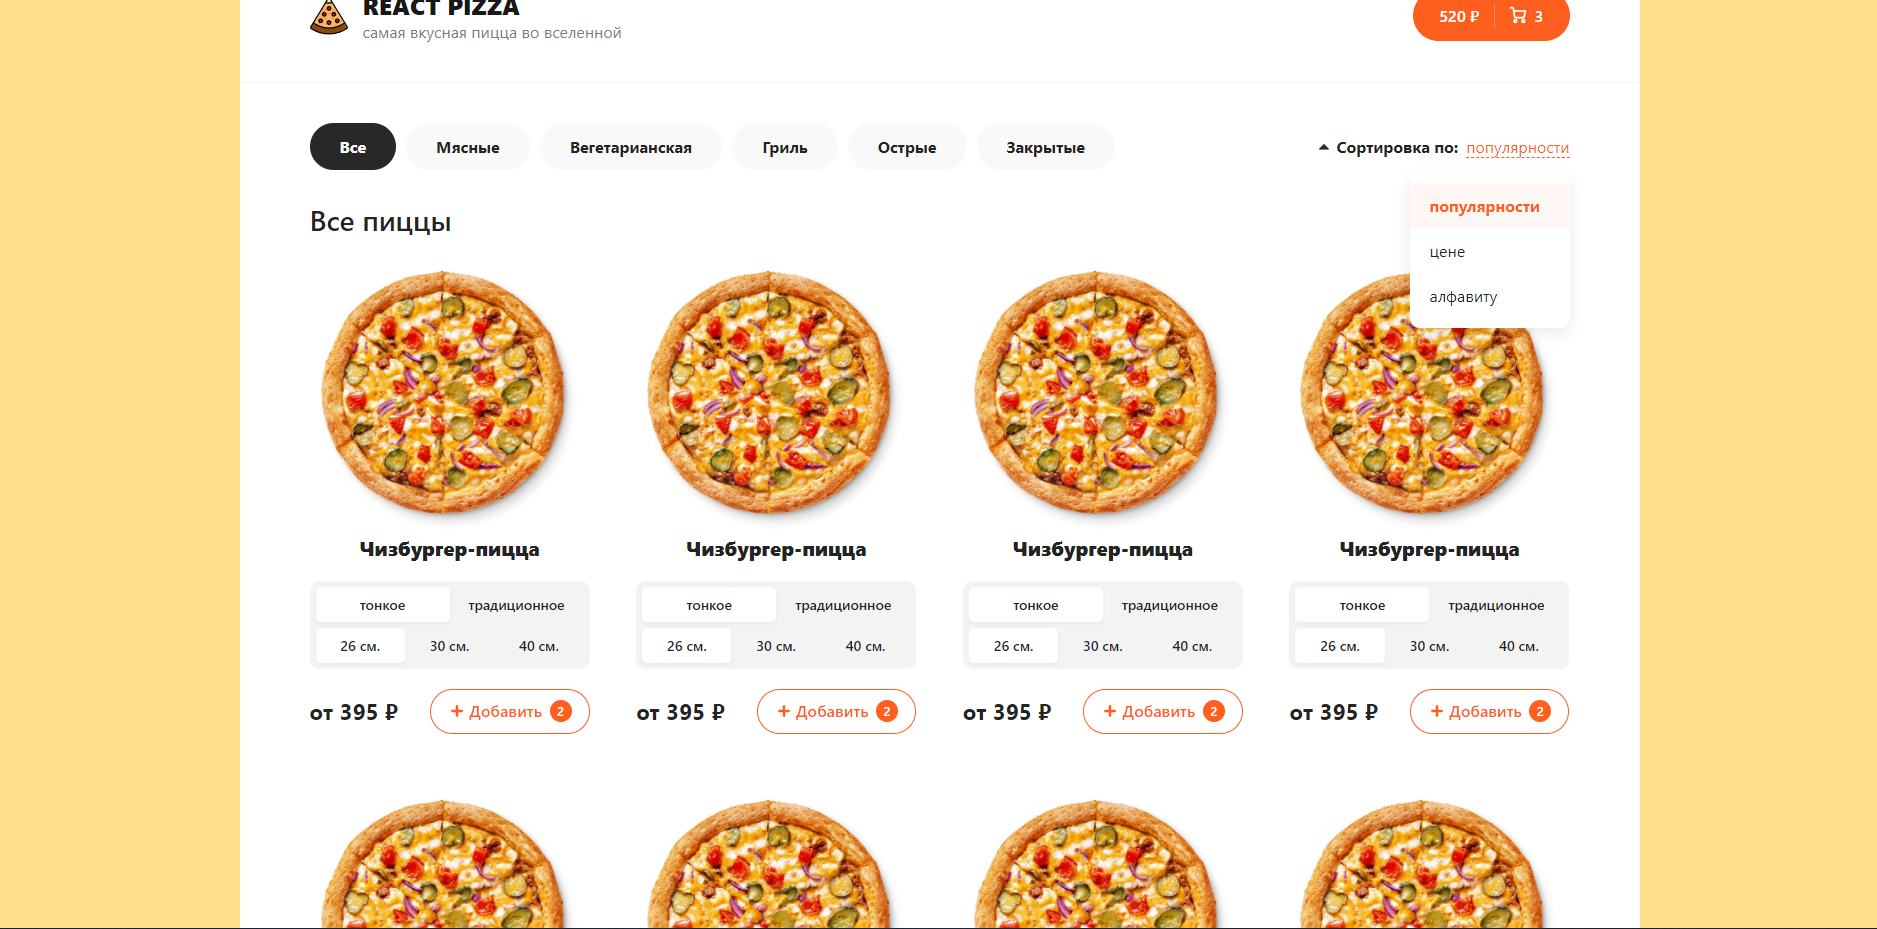 REACT PIZZA
самая вкусная пицца во вселенной
520 ₽ 3
Все Мясные Вегетарианская Гриль Острые Закрытые
Сортировка по: популярности
популярности
цене
алфавиту
Все пиццы
Чизбургер-пицца Чизбургер-пицца Чизбургер-пицца Чизбургер-пицца
тонкое традиционное тонкое традиционное тонкое традиционное тонкое традиционное
26 см. 30 см. 40 см. 26 см. 30 см. 40 см. 26 см. 30 см. 40 см. 26 см. 30 см. 40 см.
от 395 ₽ + Добавить 2 от 395 ₽ + Добавить 2 от 395 ₽ + Добавить 2 от 395 ₽ + Добавить 2